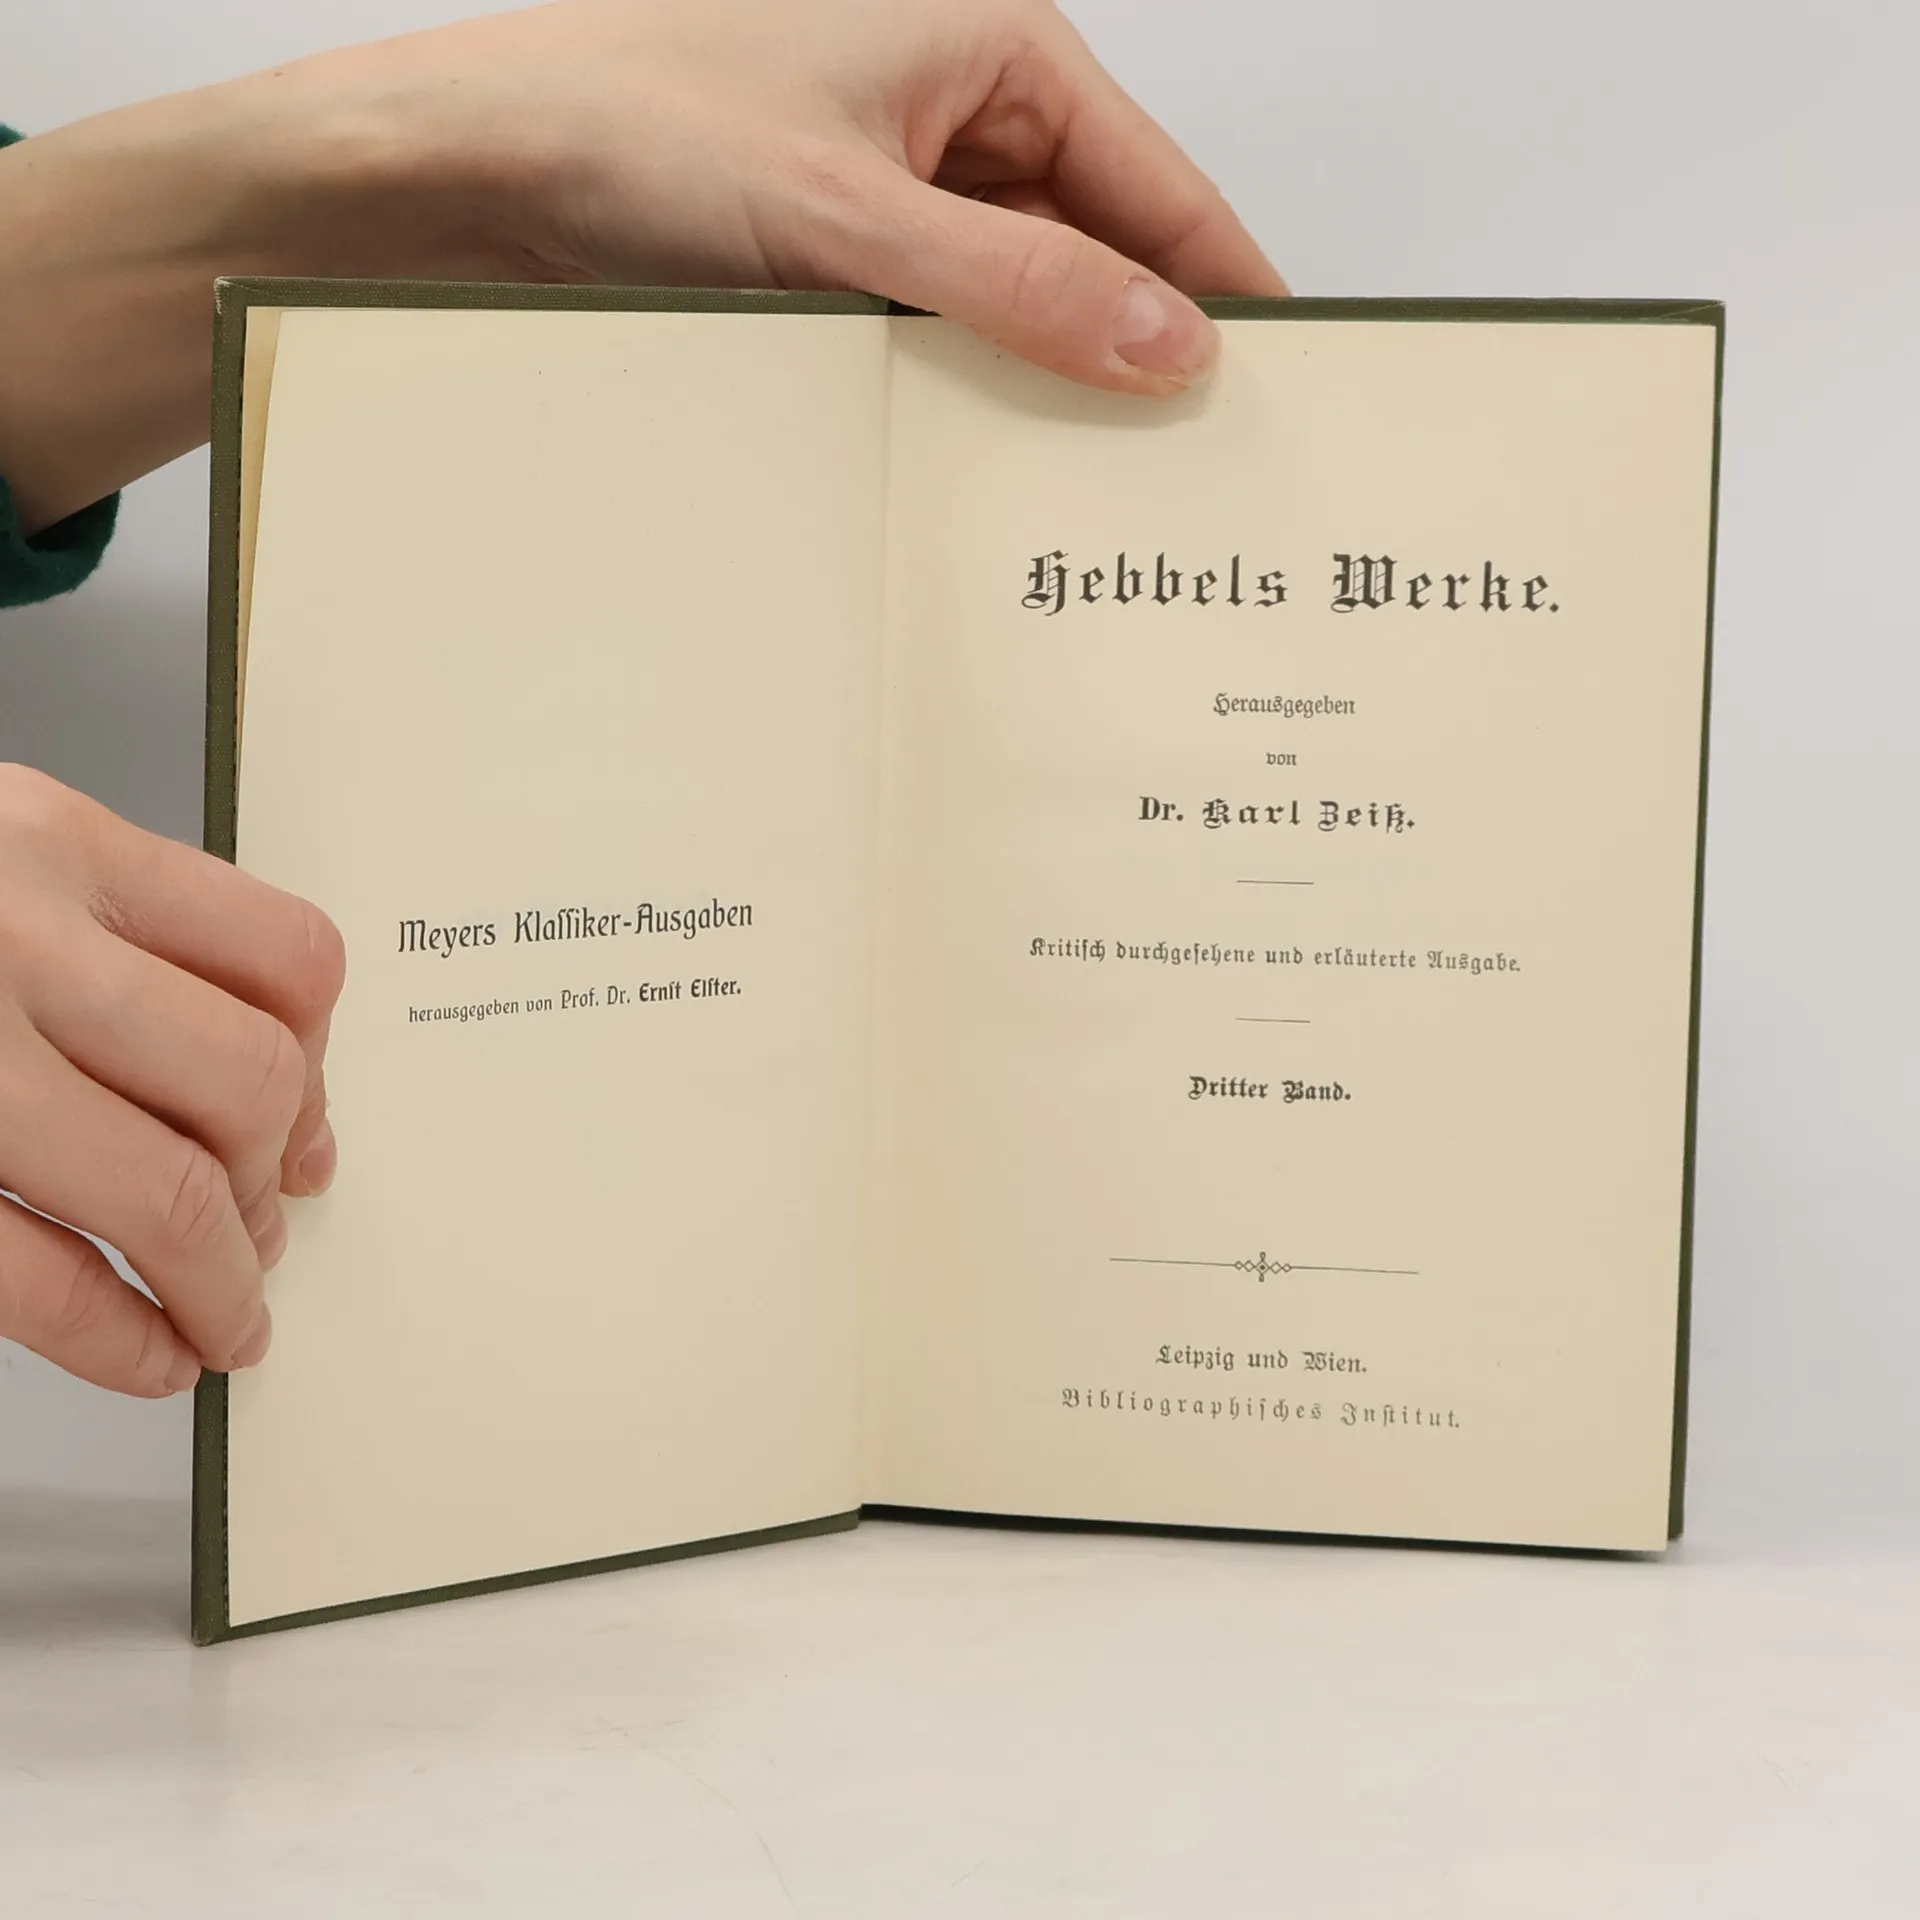 Meyers Klaſſiker-Ausgaben
herausgegeben von Prof. Dr. Ernſt Elſter.
Hebbels Werke.
Herausgegeben
von
Dr. Karl Zeiß.
Kritiſch durchgeſehene und erläuterte Ausgabe.
Dritter Band.
Leipzig und Wien.
Bibliographiſches Inſtitut.